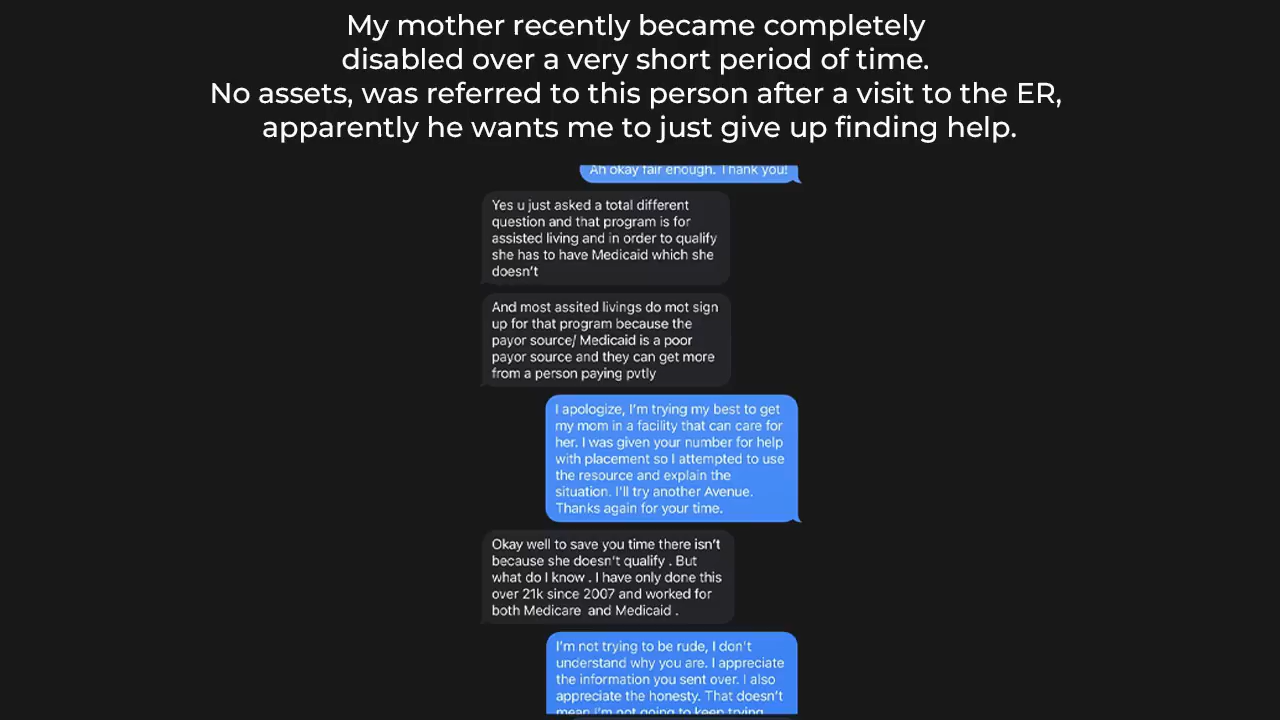 My mother recently became completely
disabled over a very short period of time.
No assets, was referred to this person after a visit to the ER,
apparently he wants me to just give up finding help.
Ah okay fair enough. Thank you!
Yes u just asked a total different
question and that program is for
assisted living and in order to qualify
she has to have Medicaid which she
doesn't
And most assited livings do mot sign
up for that program because the
payor source/ Medicaid is a poor
payor source and they can get more
from a person paying pvtly
I apologize, I'm trying my best to get
my mom in a facility that can care for
her. I was given your number for help
with placement so I attempted to use
the resource and explain the
situation. I'll try another Avenue.
Thanks again for your time.
Okay well to save you time there isn't
because she doesn't qualify . But
what do I know . I have only done this
over 21k since 2007 and worked for
both Medicare and Medicaid .
I'm not trying to be rude, I don't
understand why you are. I appreciate
the information you sent over. I also
appreciate the honesty. That doesn't
mean I'm not going to keep trying